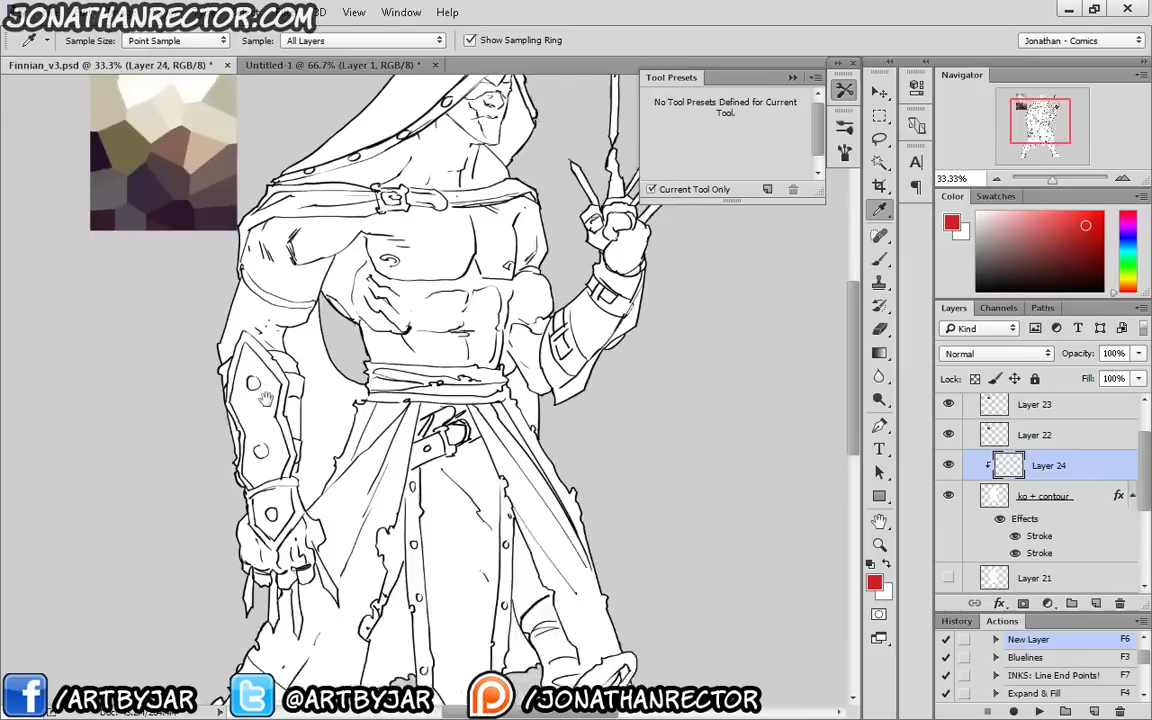 JONATHANRECTOR.COM
3D View Window Help
Sample Size: Point Sample Sample: All Layers Show Sampling Ring Jonathan - Comics
Finnian_v3.psd @ 33.3% (Layer 24, RGB/8) * × Untitled-1 @ 66.7% (Layer 1, RGB/8) * ×
Tool Presets
No Tool Presets Defined for Current
Tool.
Current Tool Only
Navigator
33.33%
Color Swatches
Layers Channels Paths
Kind
Normal Opacity: 100%
Lock: Fill: 100%
Layer 23
Layer 22
Layer 24
ko + contour fx
Effects
Stroke
Stroke
Layer 21
History Actions
New Layer F6
Bluelines F3
INKS: Line End Points! F7
Expand & Fill F4
/ARTBYJAR @ARTBYJAR /JONATHANRECTOR